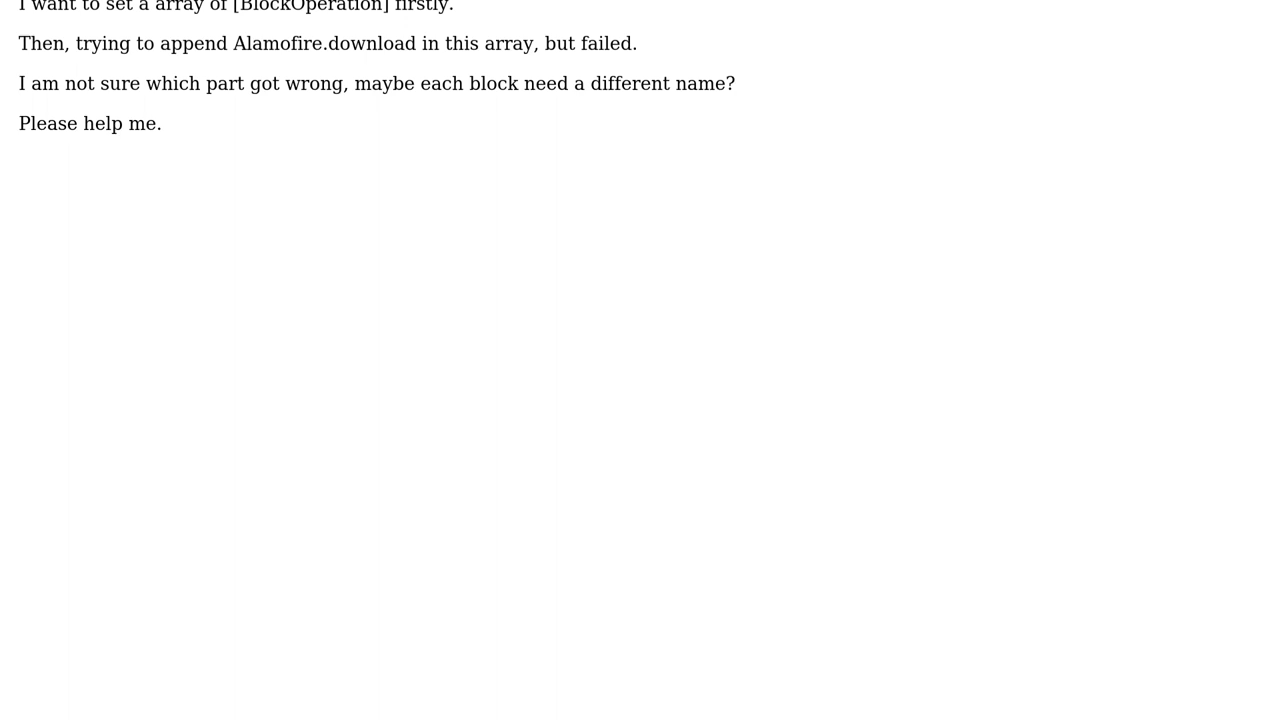 I want to set a array of [BlockOperation] firstly.
Then, trying to append Alamofire.download in this array, but failed.
I am not sure which part got wrong, maybe each block need a different name?
Please help me.